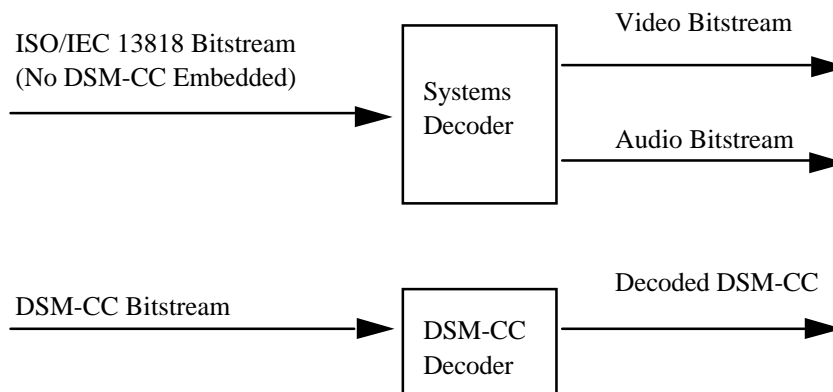 ISO/IEC 13818 Bitstream
(No DSM-CC Embedded)
Systems
Decoder
Video Bitstream
Audio Bitstream
DSM-CC Bitstream
DSM-CC
Decoder
Decoded DSM-CC